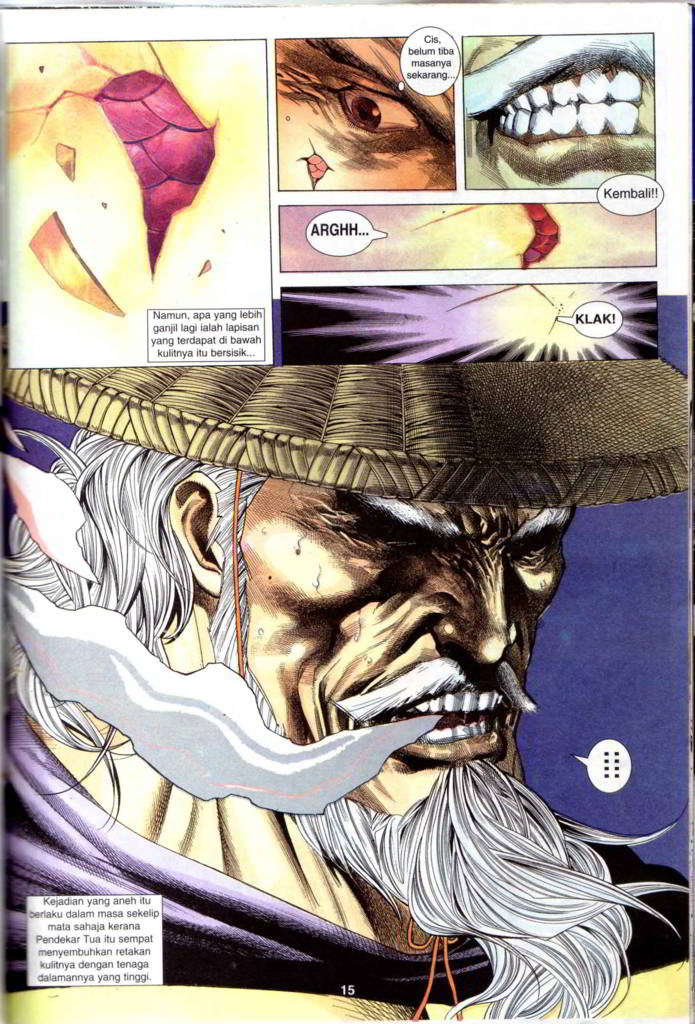 Cis,
belum tiba
masanya
sekarang...
Kembali!!
ARGHH...
Namun, apa yang lebih
ganjil lagi ialah lapisan
yang terdapat di bawah
kulitnya itu bersisik...
KLAK!
Kejadian yang aneh itu
berlaku dalam masa sekelip
mata sahaja kerana
Pendekar Tua itu sempat
menyembuhkan retakan
kulitnya dengan tenaga
dalamannya yang tinggi.
15